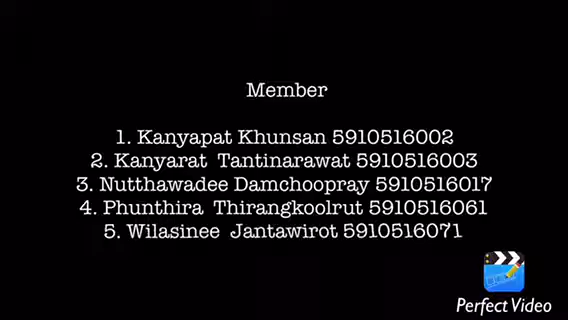 Member
1. Kanyapat Khunsan 5910516002
2. Kanyarat Tantinarawat 5910516003
3. Nutthawadee Damchoopray 5910516017
4. Phunthira Thirangkoolrut 5910516061
5. Wilasinee Jantawirot 5910516071
Perfect Video